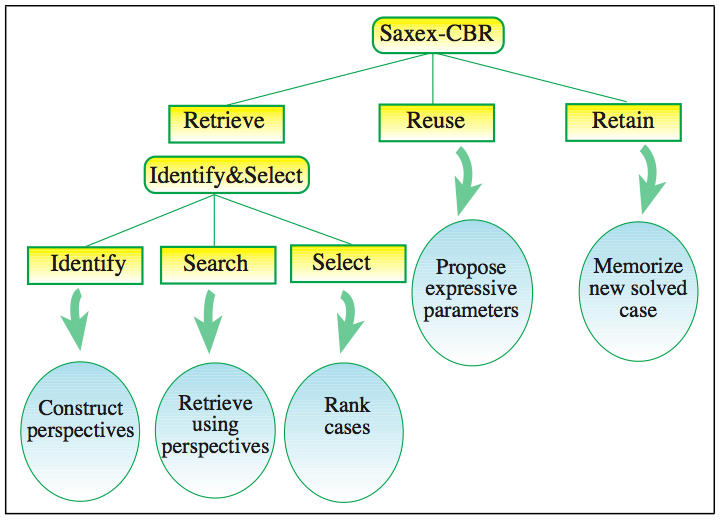 Saxex-CBR
Retrieve
Reuse
Retain
Identify&Select
Identify
Search
Select
Propose
expressive
parameters
Memorize
new solved
case
Construct
perspectives
Retrieve
using
perspectives
Rank
cases